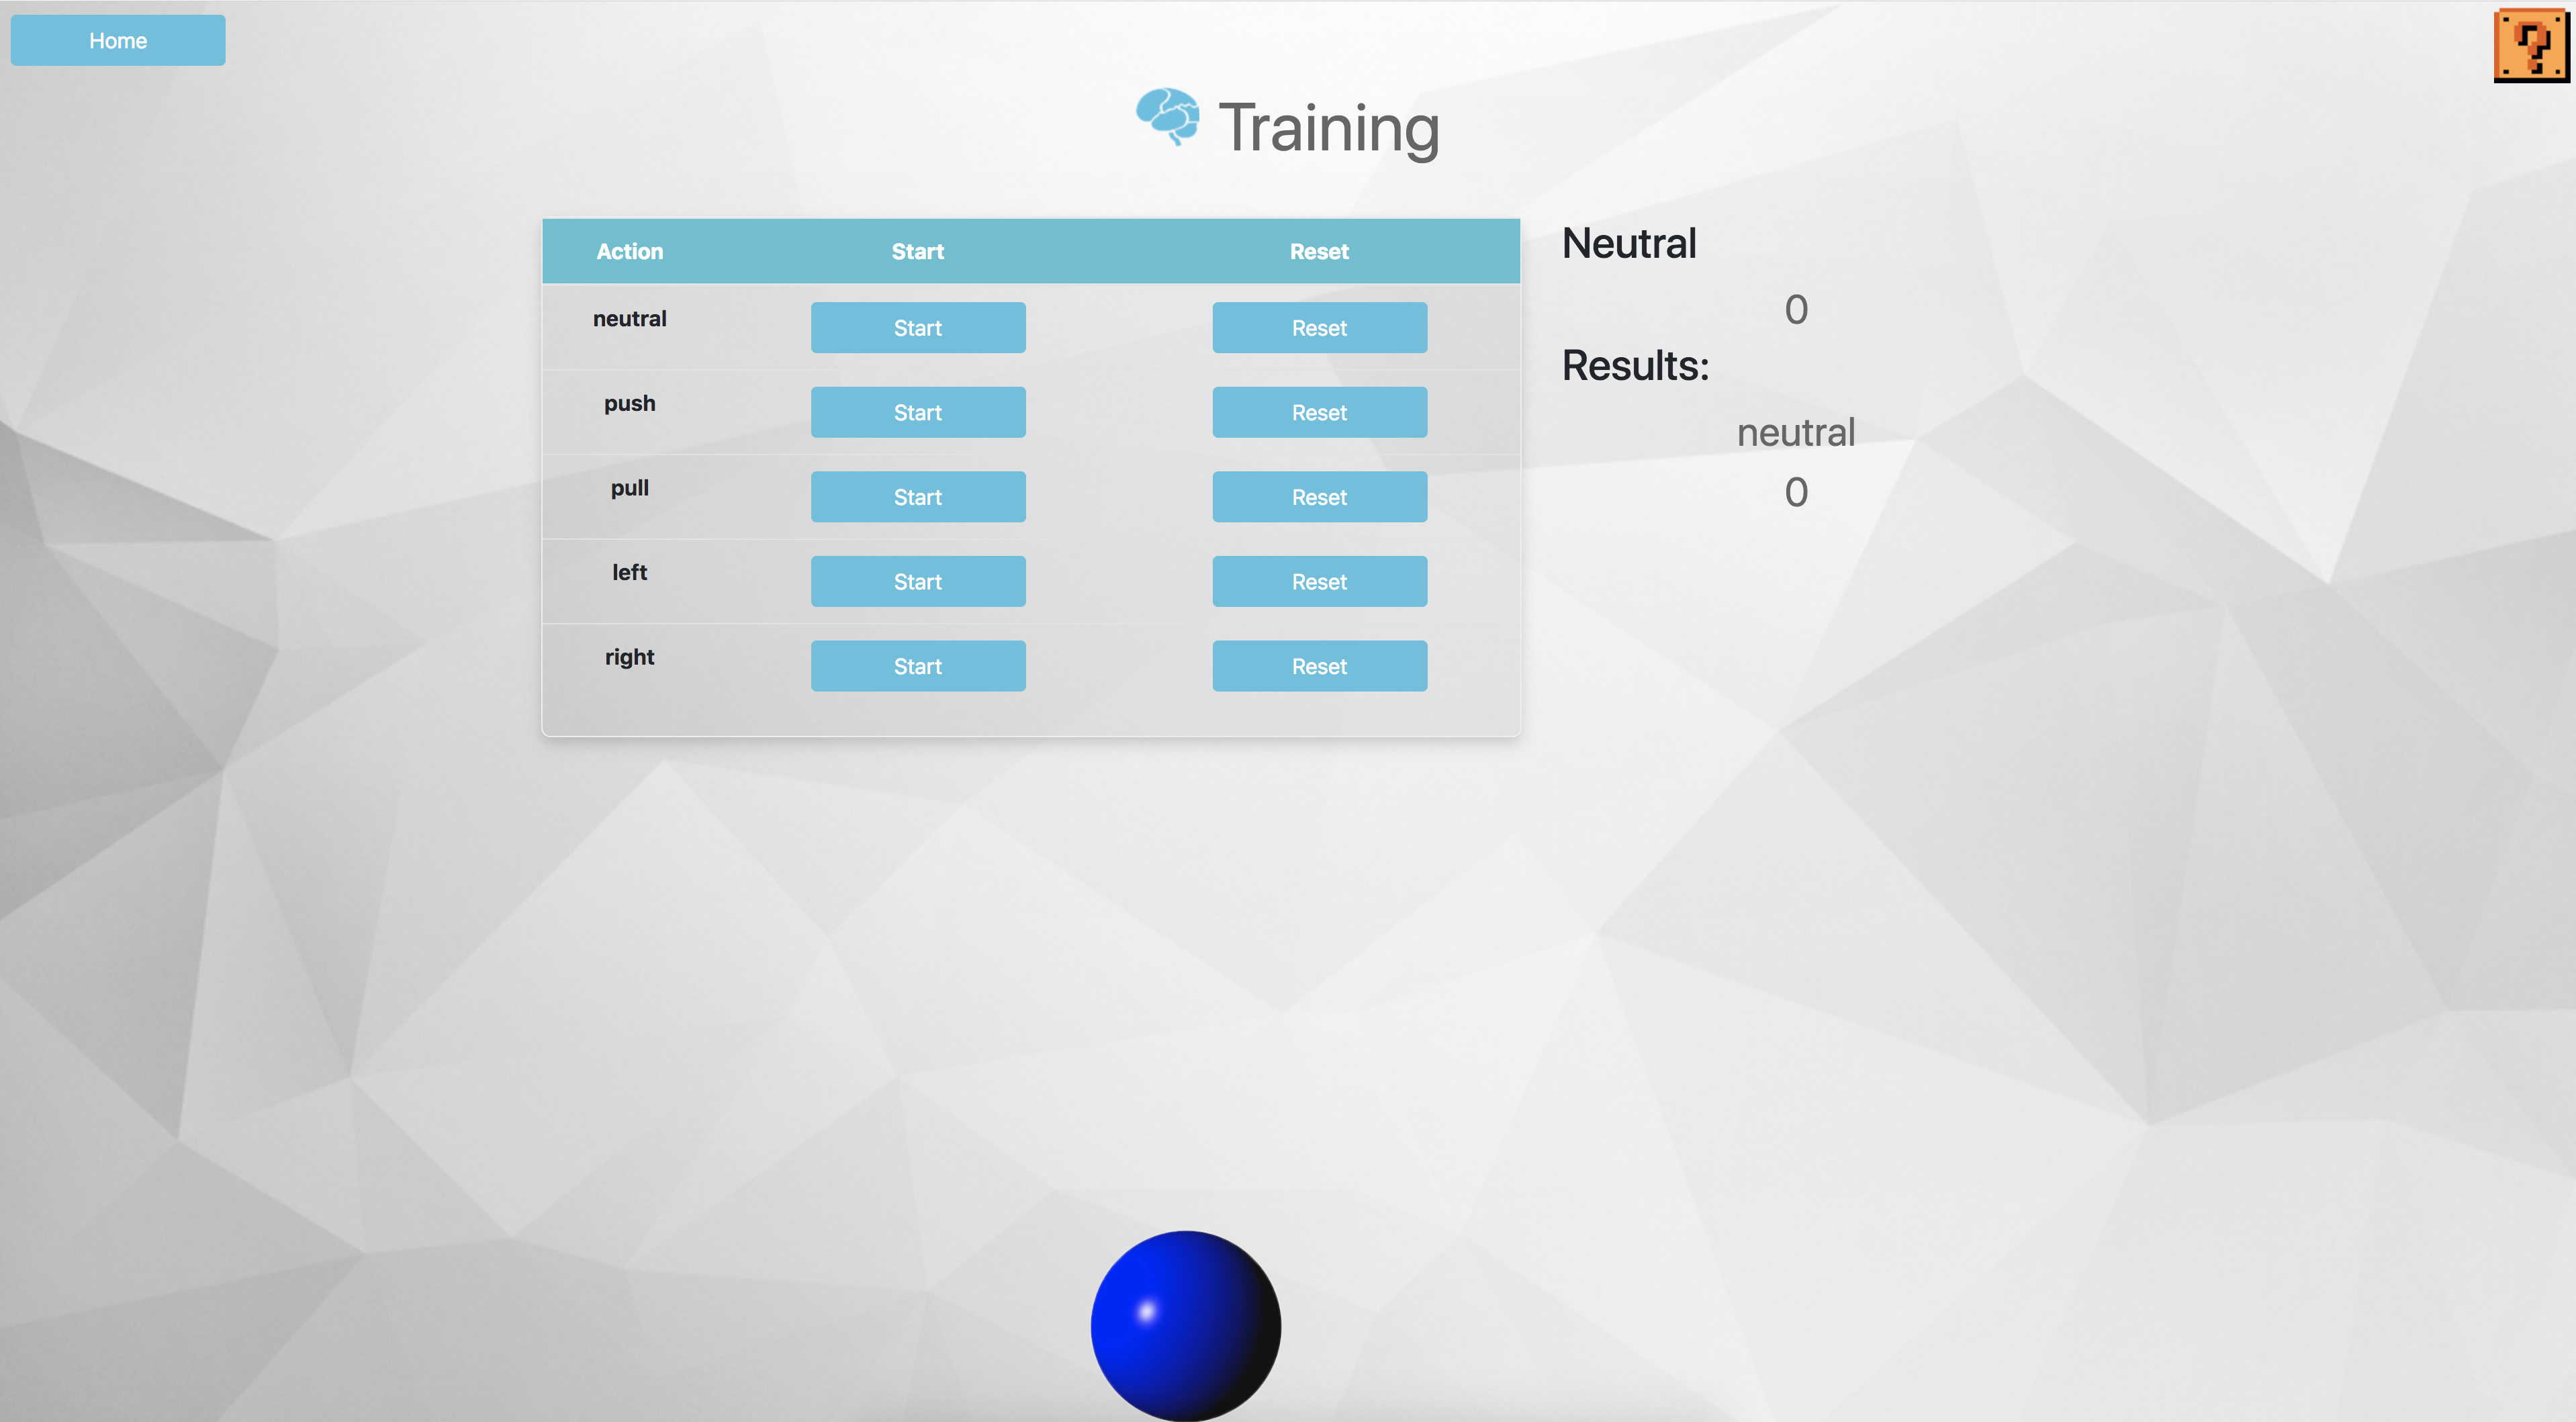 Home
?
Training
Action Start Reset
neutral Start Reset
push Start Reset
pull Start Reset
left Start Reset
right Start Reset
Neutral
0
Results:
neutral
0